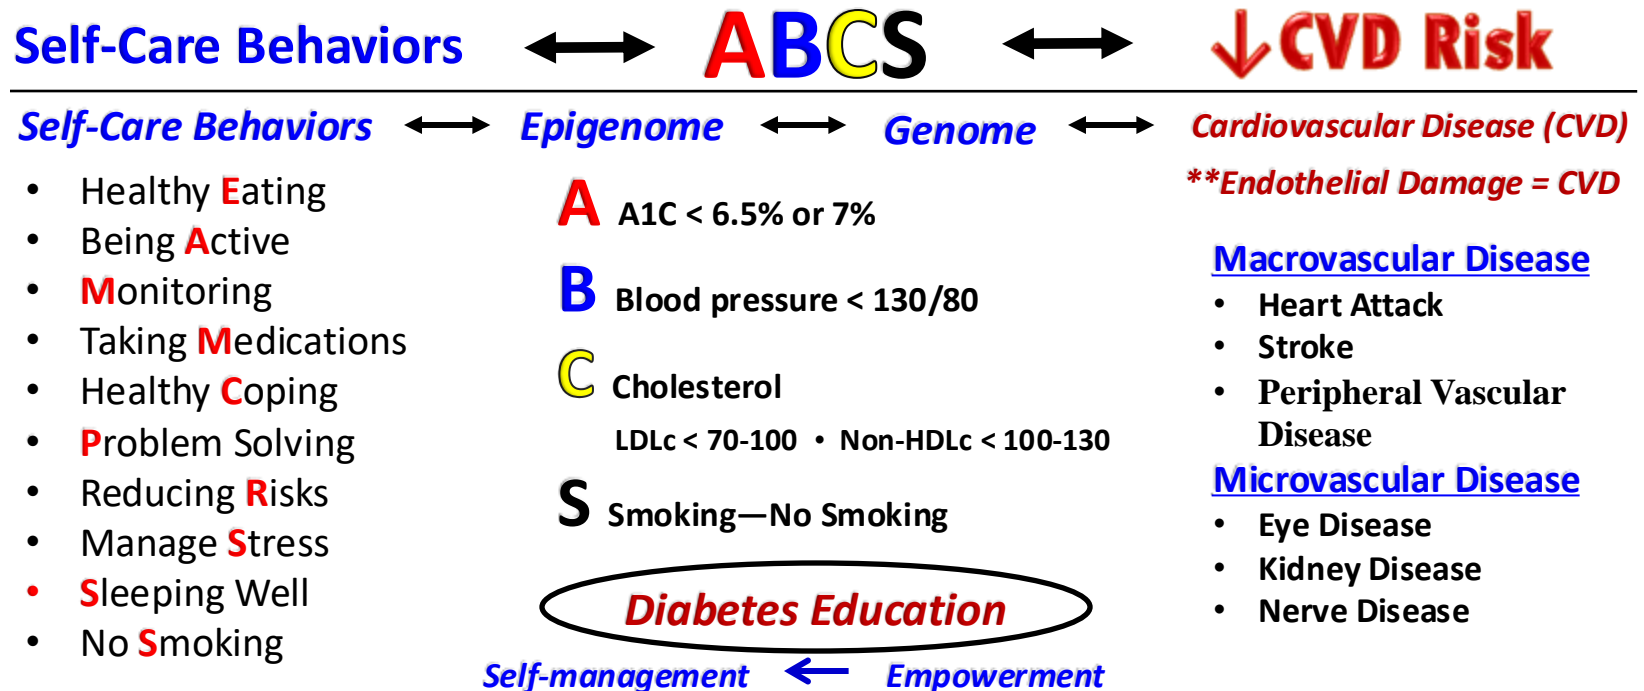 Self-Care Behaviors ↔ ABCS ↔ ↓CVD Risk
Self-Care Behaviors ↔ Epigenome ↔ Genome ↔ Cardiovascular Disease (CVD)
**Endothelial Damage = CVD
• Healthy Eating
• Being Active
• Monitoring
• Taking Medications
• Healthy Coping
• Problem Solving
• Reducing Risks
• Manage Stress
• Sleeping Well
• No Smoking
A A1C < 6.5% or 7%
B Blood pressure < 130/80
C Cholesterol
LDLc < 70-100 • Non-HDLc < 100-130
S Smoking—No Smoking
Diabetes Education
Self-management ← Empowerment
Macrovascular Disease
• Heart Attack
• Stroke
• Peripheral Vascular
Disease
Microvascular Disease
• Eye Disease
• Kidney Disease
• Nerve Disease